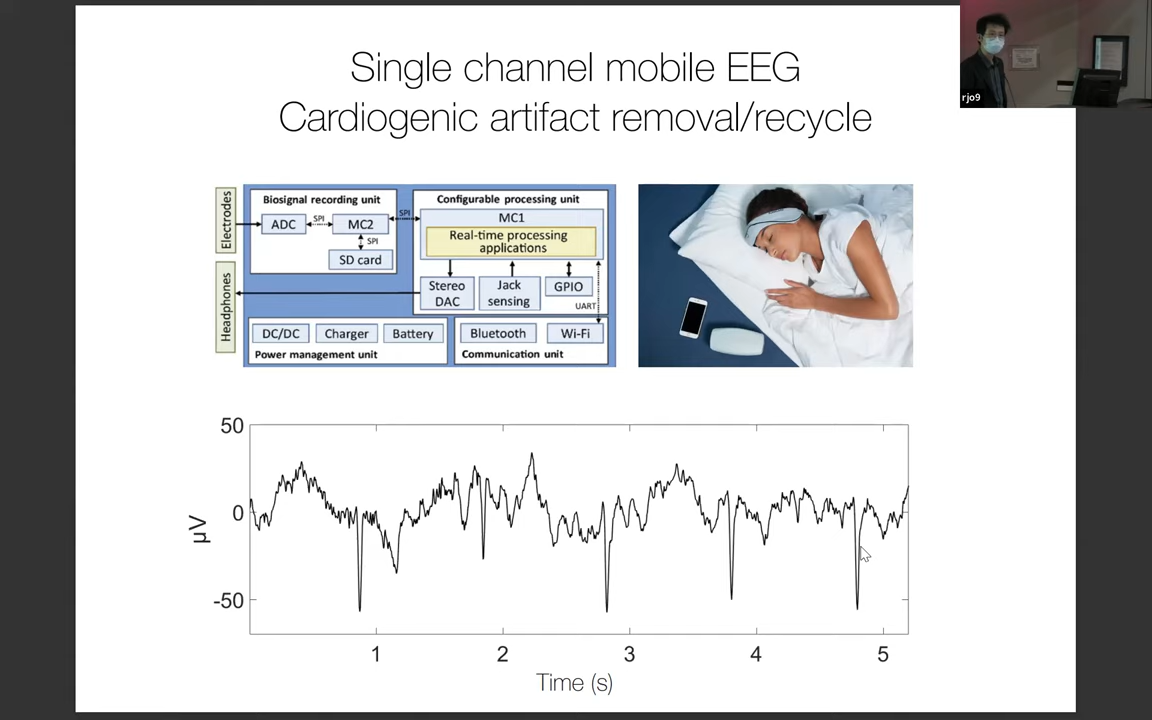 Single channel mobile EEG
Cardiogenic artifact removal/recycle
rjo9
Electrodes
Headphones
Biosignal recording unit
ADC
SPI
MC2
SPI
SD card
SPI
Configurable processing unit
MC1
Real-time processing
applications
Stereo
DAC
Jack
sensing
GPIO
UART
DC/DC
Charger
Battery
Power management unit
Bluetooth
Wi-Fi
Communication unit
50
0
-50
µV
1
2
3
4
5
Time (s)